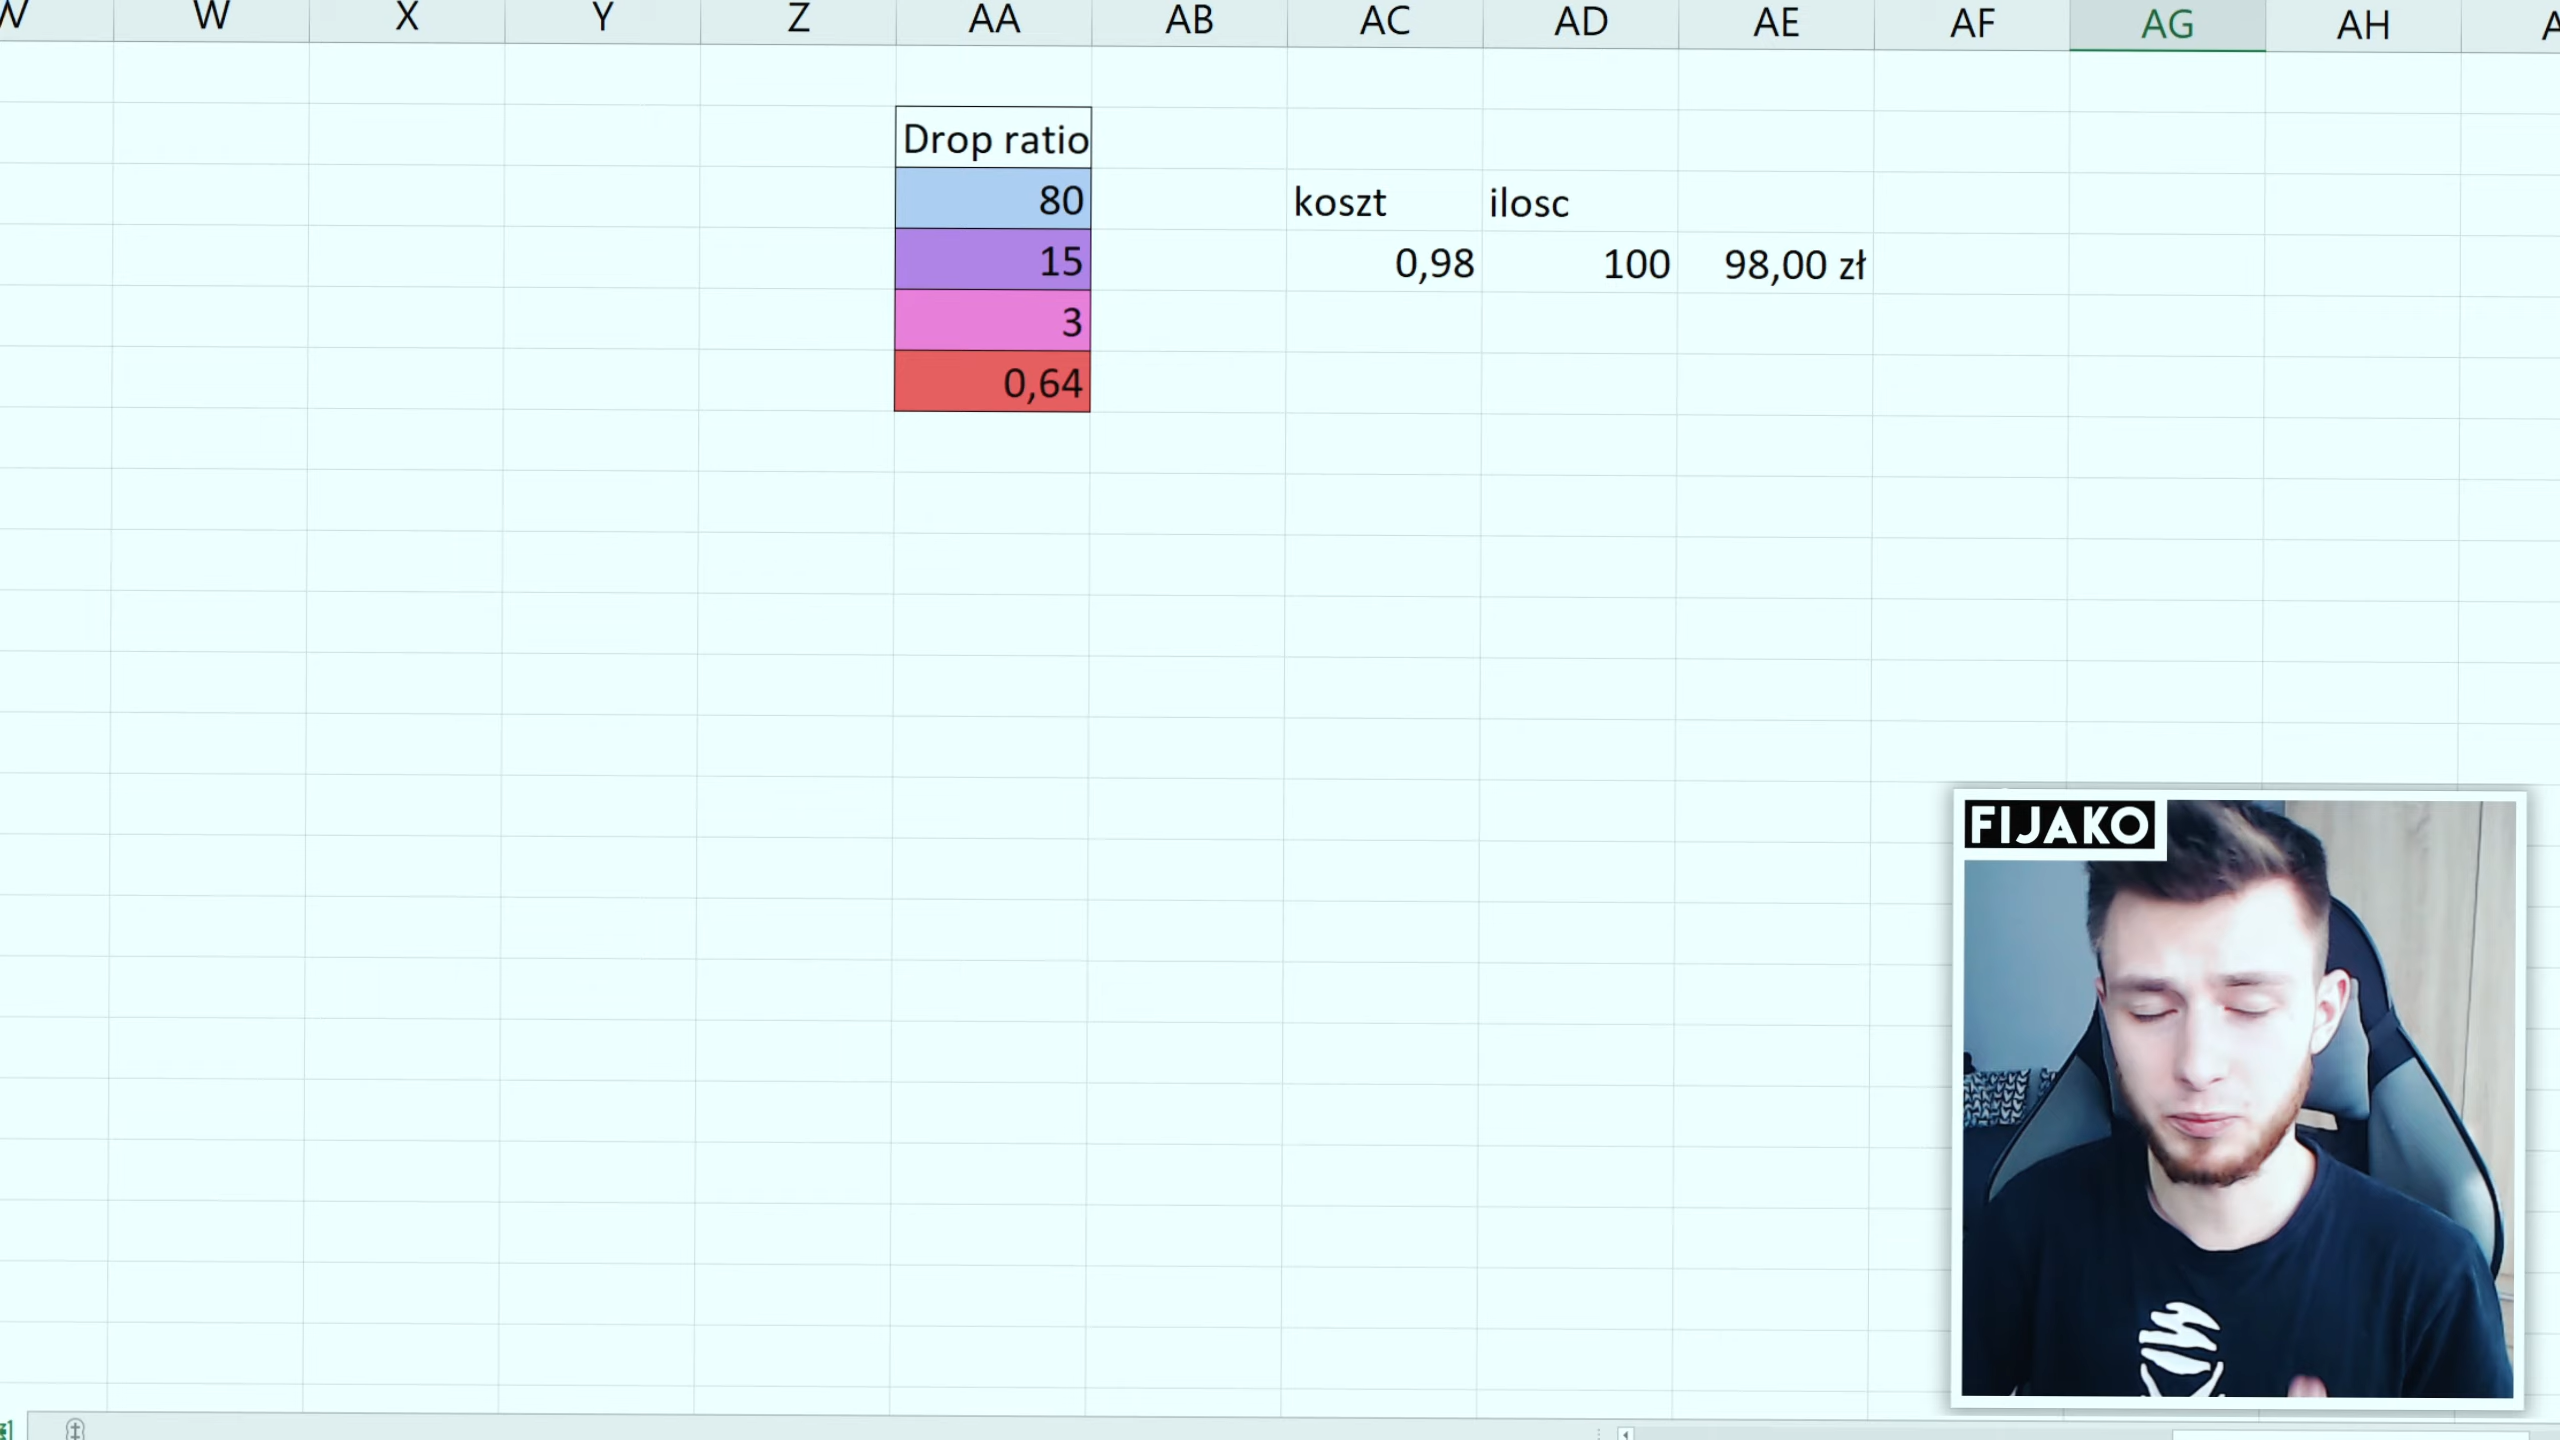 W X Y Z AA AB AC AD AE AF AG AH
Drop ratio
80 koszt ilosc
15 0,98 100 98,00 zł
3
0,64
FIJAKO